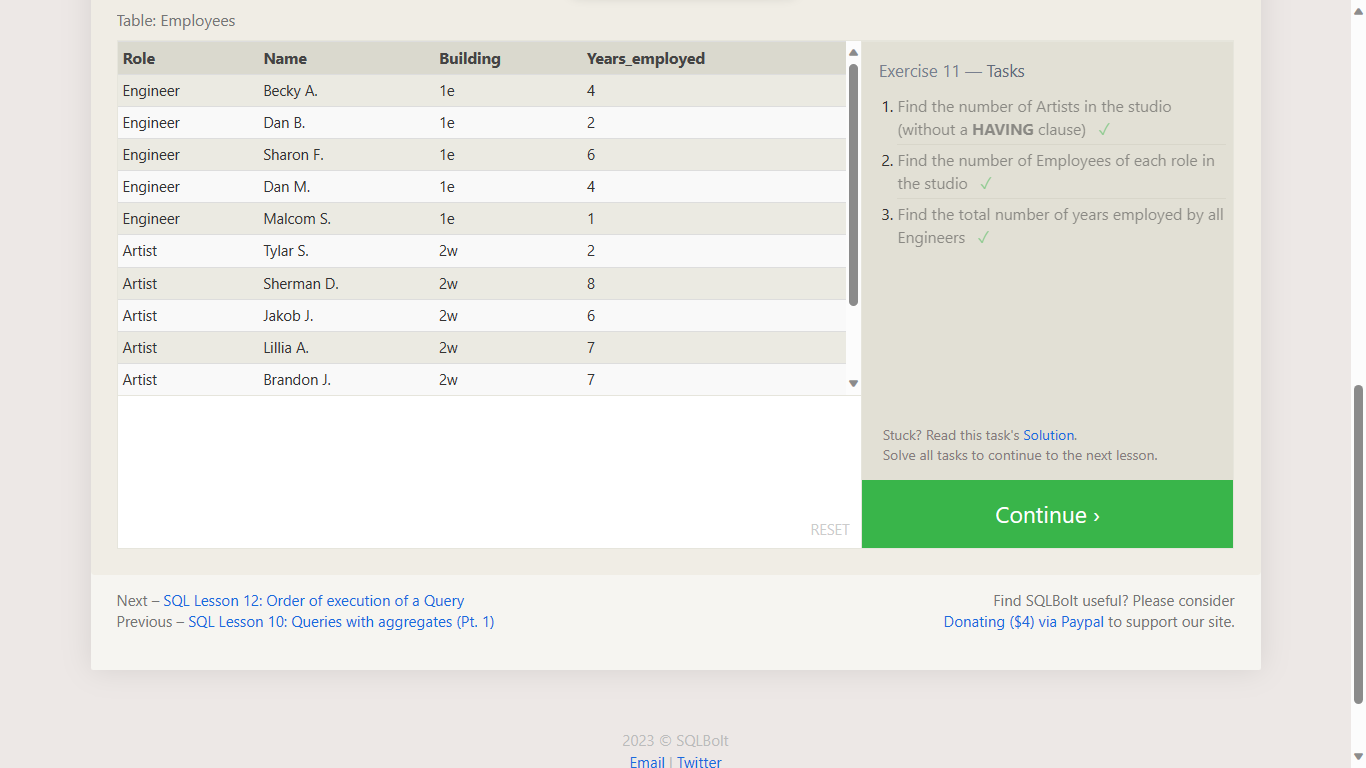 Table: Employees
Role Name Building Years_employed
Engineer Becky A. 1e 4
Engineer Dan B. 1e 2
Engineer Sharon F. 1e 6
Engineer Dan M. 1e 4
Engineer Malcom S. 1e 1
Artist Tylar S. 2w 2
Artist Sherman D. 2w 8
Artist Jakob J. 2w 6
Artist Lillia A. 2w 7
Artist Brandon J. 2w 7
RESET
Exercise 11 — Tasks
1. Find the number of Artists in the studio
(without a HAVING clause) ✓
2. Find the number of Employees of each role in
the studio ✓
3. Find the total number of years employed by all
Engineers ✓
Stuck? Read this task's Solution.
Solve all tasks to continue to the next lesson.
Continue ›
Next – SQL Lesson 12: Order of execution of a Query
Previous – SQL Lesson 10: Queries with aggregates (Pt. 1)
Find SQLBolt useful? Please consider
Donating ($4) via Paypal to support our site.
2023 © SQLBolt
Email | Twitter